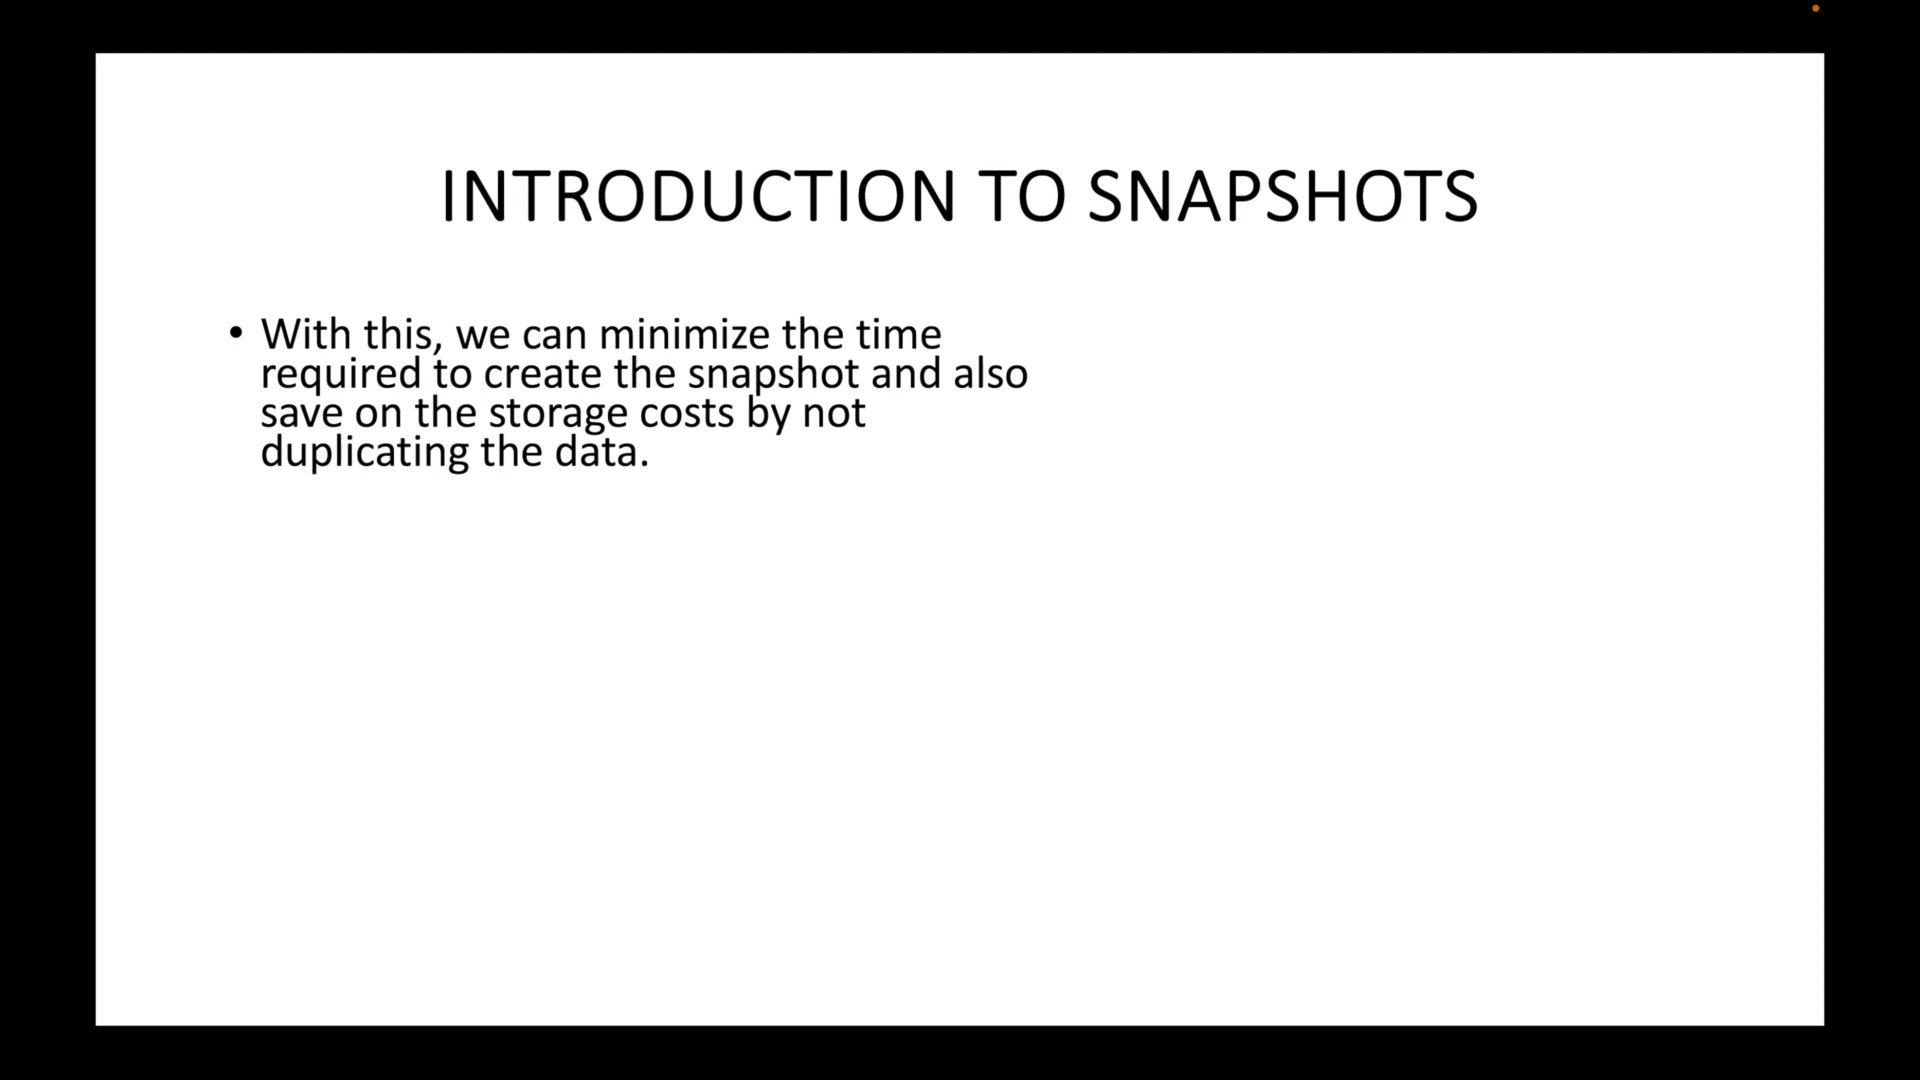 INTRODUCTION TO SNAPSHOTS
• With this, we can minimize the time
required to create the snapshot and also
save on the storage costs by not
duplicating the data.